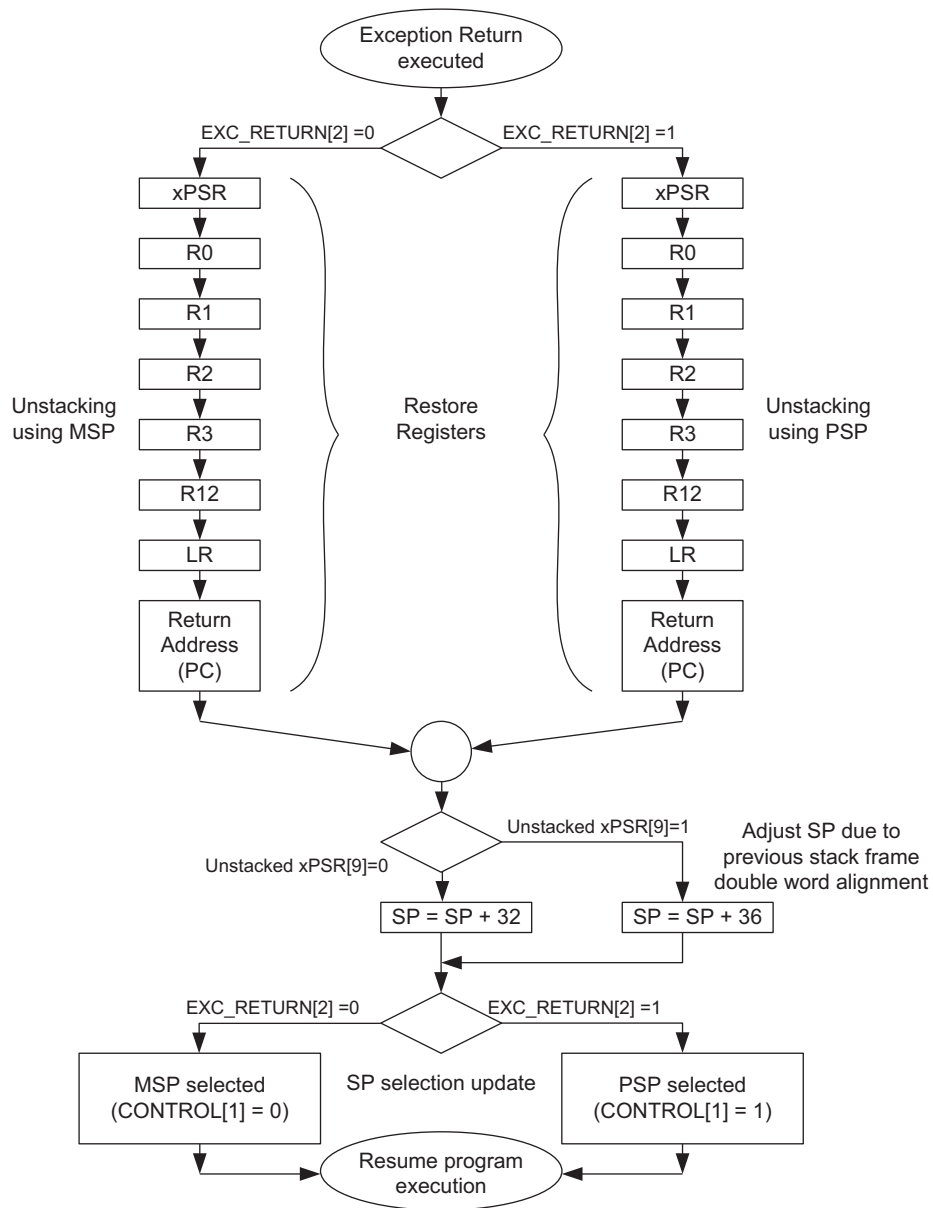 Exception Return
executed
EXC_RETURN[2] =0
EXC_RETURN[2] =1
xPSR
R0
R1
R2
R3
R12
LR
Return
Address
(PC)
Unstacking
using MSP
Restore
Registers
xPSR
R0
R1
R2
R3
R12
LR
Return
Address
(PC)
Unstacking
using PSP
Unstacked xPSR[9]=1
Unstacked xPSR[9]=0
Adjust SP due to
previous stack frame
double word alignment
SP = SP + 32
SP = SP + 36
EXC_RETURN[2] =0
EXC_RETURN[2] =1
MSP selected
(CONTROL[1] = 0)
SP selection update
PSP selected
(CONTROL[1] = 1)
Resume program
execution